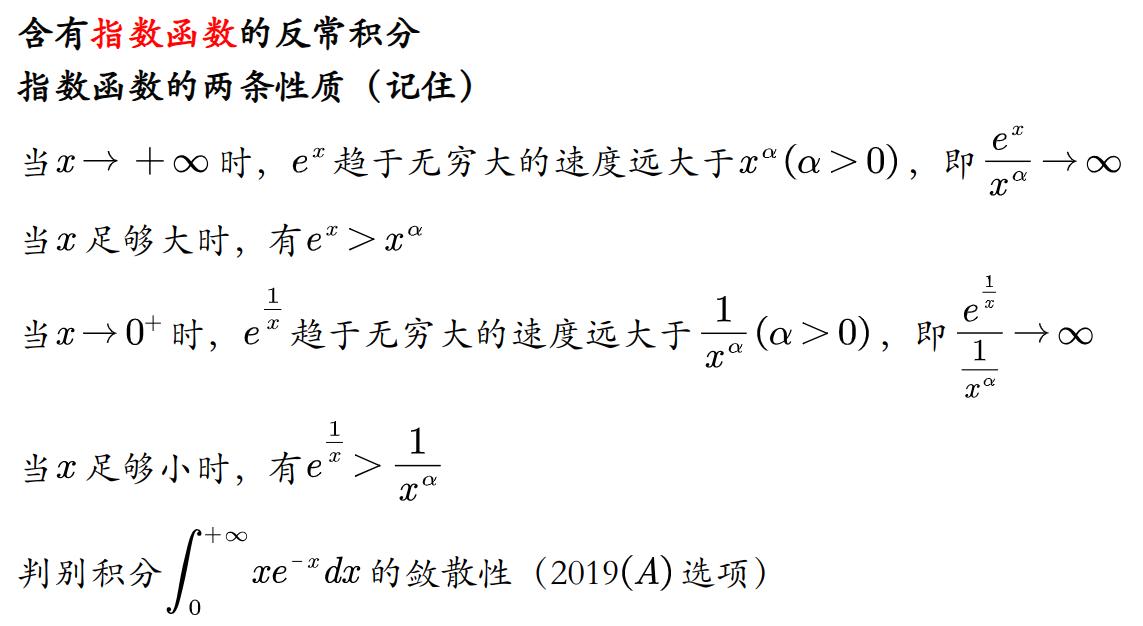 含有指数函数的反常积分
指数函数的两条性质（记住）
当 $x\to+\infty$ 时，$e^{x}$ 趋于无穷大的速度远大于 $x^{\alpha}(\alpha>0)$，即 $\frac{e^{x}}{x^{\alpha}}\to\infty$
当 $x$ 足够大时，有 $e^{x}>x^{\alpha}$
当 $x\to0^{+}$ 时，$e^{\frac{1}{x}}$ 趋于无穷大的速度远大于 $\frac{1}{x^{\alpha}}(\alpha>0)$，即 $\frac{e^{\frac{1}{x}}}{\frac{1}{x^{\alpha}}}\to\infty$
当 $x$ 足够小时，有 $e^{\frac{1}{x}}>\frac{1}{x^{\alpha}}$
判别积分 $\int_{0}^{+\infty}xe^{-x}dx$ 的敛散性（2019(A)选项）